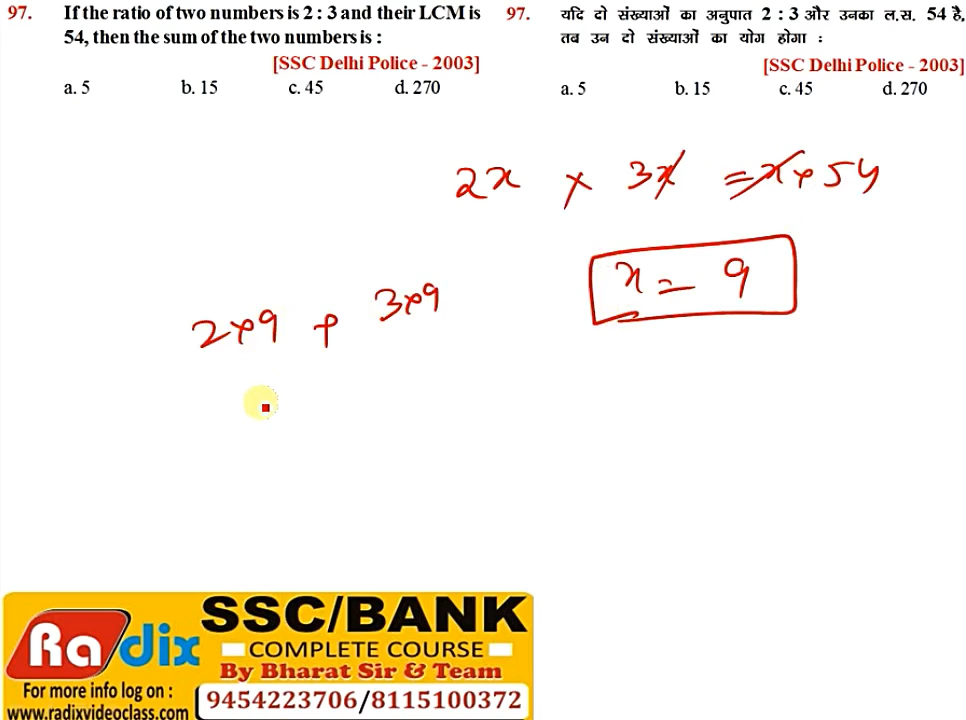 97. If the ratio of two numbers is 2 : 3 and their LCM is
54, then the sum of the two numbers is :
[SSC Delhi Police - 2003]
a. 5 b. 15 c. 45 d. 270
97. यदि दो संख्याओं का अनुपात 2 : 3 और उनका ल.स. 54 है,
तब उन दो संख्याओं का योग होगा :
[SSC Delhi Police - 2003]
a. 5 b. 15 c. 45 d. 270
2x × 3x = x × 54
x = 9
2×9 + 3×9
Radix
For more info log on :
www.radixvideoclass.com
SSC/BANK
COMPLETE COURSE
By Bharat Sir & Team
9454223706/8115100372